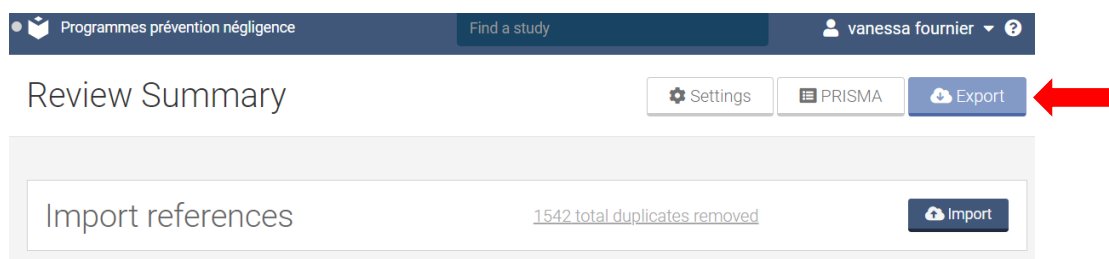 Programmes prévention négligence
Find a study
vanessa fournier
Review Summary
Settings
PRISMA
Export
Import references
1542 total duplicates removed
Import